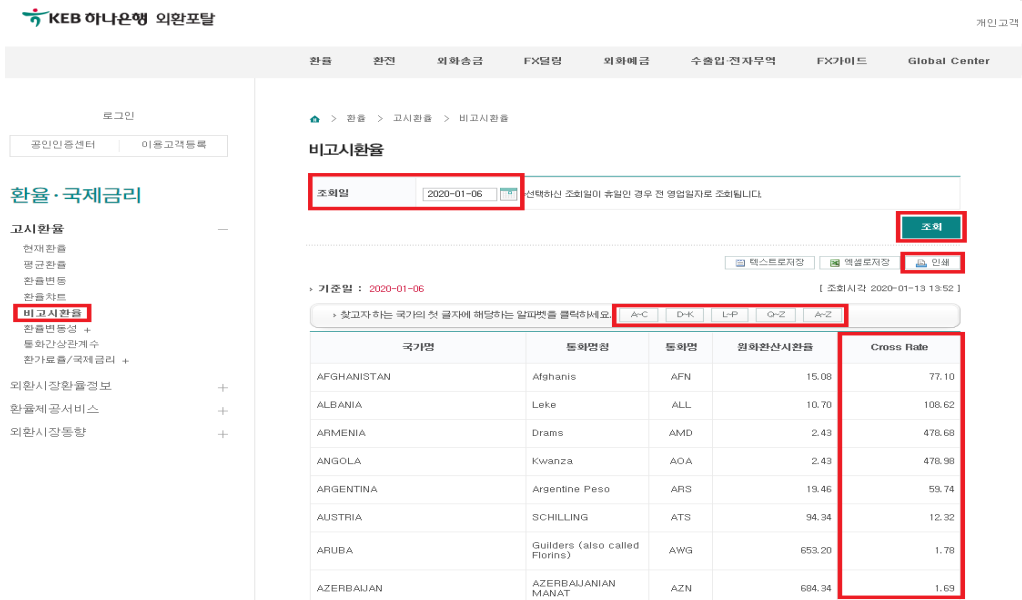 KEB 하나은행 외환포탈
개인고객
환율 환전 외화송금 FX딜링 외화예금 수출입·전자무역 FX가이드 Global Center
로그인
공인인증센터 이용고객등록
환율·국제금리
고시환율
현재환율
평균환율
환율변동
환율챠트
비고시환율
환율변동성 +
통화간상관계수
환가료율/국제금리 +
외환시장환율정보 +
환율제공서비스 +
외환시장동향 +
> 환율 > 고시환율 > 비고시환율
비고시환율
조회일 2020-01-06 선택하신 조회일이 휴일인 경우 전 영업일자로 조회됩니다.
조회
텍스트로저장 엑셀로저장 인쇄
기준일 : 2020-01-06 [ 조회시각 2020-01-13 13:52 ]
찾고자 하는 국가의 첫 글자에 해당하는 알파벳을 클릭하세요. A~C D~K L~P Q~Z A~Z
국가명 통화명칭 통화명 원화환산시환율 Cross Rate
AFGHANISTAN Afghanis AFN 15.08 77.10
ALBANIA Leke ALL 10.70 108.62
ARMENIA Drams AMD 2.43 478.68
ANGOLA Kwanza AOA 2.43 478.98
ARGENTINA Argentine Peso ARS 19.46 59.74
AUSTRIA SCHILLING ATS 94.34 12.32
ARUBA Guilders (also called Florins) AWG 653.20 1.78
AZERBAIJAN AZERBAIJANIAN MANAT AZN 684.34 1.69